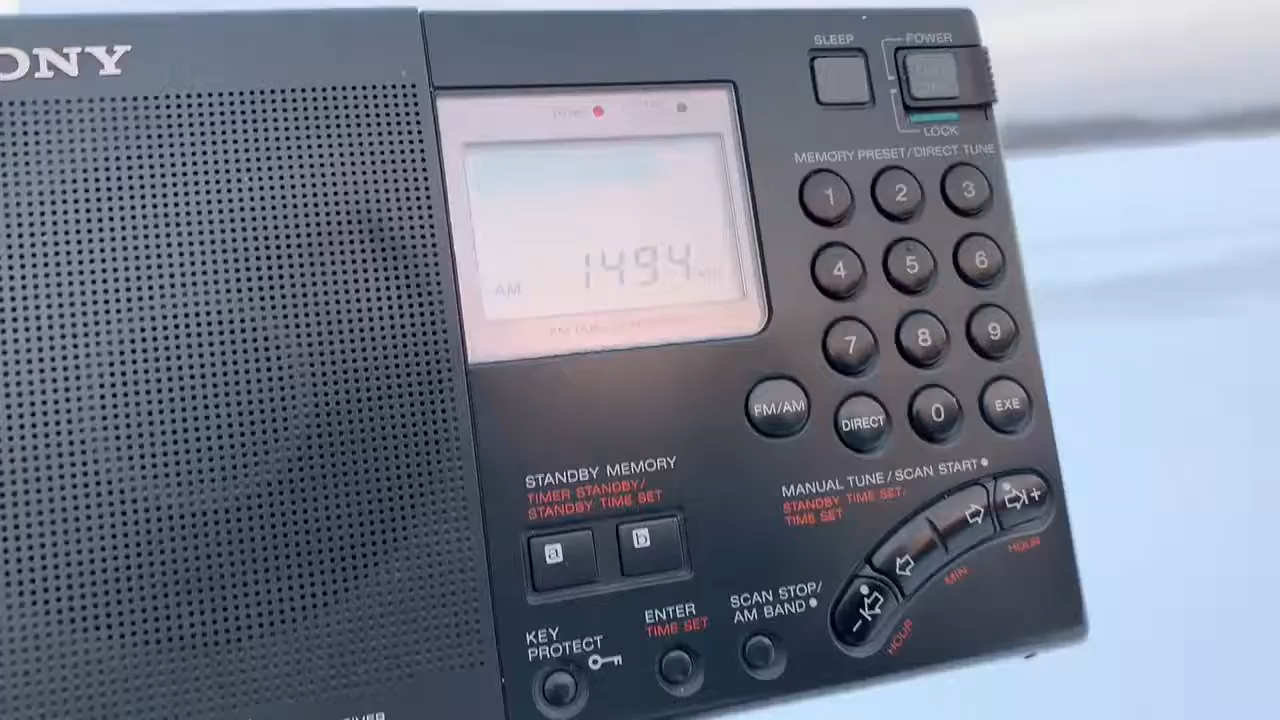 ONY
SLEEP
POWER
LOCK
MEMORY PRESET/DIRECT TUNE
1 2 3
4 5 6
7 8 9
FM/AM DIRECT 0 EXE
AM 1494
STANDBY MEMORY
TIMER STANDBY/
STANDBY TIME SET
a b
MANUAL TUNE/SCAN START
STANDBY TIME SET/
TIME SET
- +
HOUR MIN HOUR
KEY
PROTECT
ENTER
TIME SET
SCAN STOP/
AM BAND